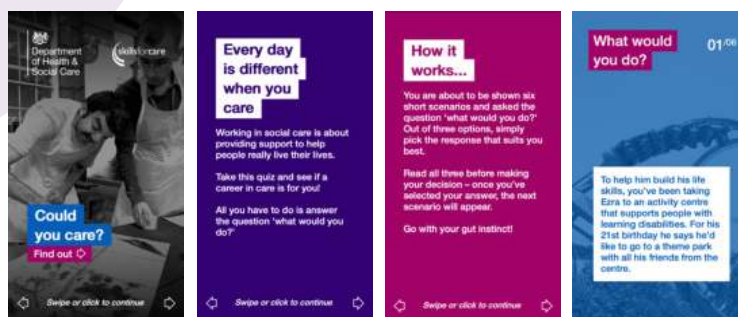 Department
of Health &
Social Care
skillsforcare
Could
you care?
Find out
Swipe or click to continue
Every day
is different
when you
care
Working in social care is about
providing support to help
people really live their lives.
Take this quiz and see if a
career in care is for you!
All you have to do is answer
the question 'what would you
do?'
Swipe or click to continue
How it
works...
You are about to be shown six
short scenarios and asked the
question 'what would you do?'
Out of three options, simply
pick the response that suits you
best.
Read all three before making
your decision – once you've
selected your answer, the next
scenario will appear.
Go with your gut instinct!
Swipe or click to continue
What would
you do?
01/06
To help him build his life
skills, you've been taking
Ezra to an activity centre
that supports people with
learning disabilities. For his
21st birthday he says he'd
like to go to a theme park
with all his friends from the
centre.